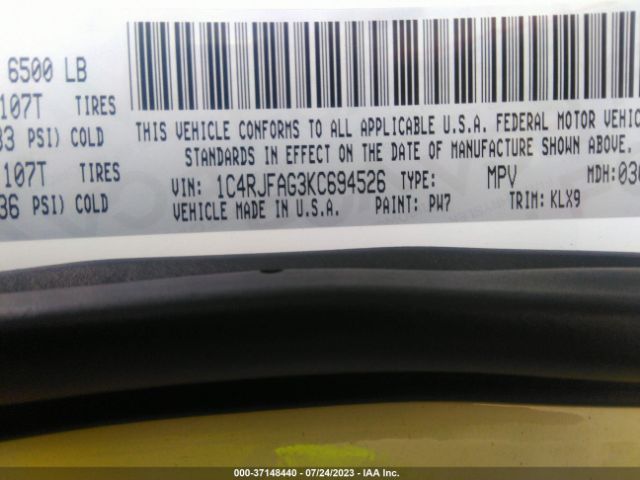 6500 LB
107T TIRES
PSI) COLD
107T TIRES
36 PSI) COLD
THIS VEHICLE CONFORMS TO ALL APPLICABLE U.S.A. FEDERAL MOTOR VEHIC
STANDARDS IN EFFECT ON THE DATE OF MANUFACTURE SHOWN ABOVE.
VIN: 1C4RJFAG3KC694526 TYPE: MPV MDH:
VEHICLE MADE IN U.S.A. PAINT: PW7 TRIM: KLX9
000-37148440 - 07/24/2023 - IAA Inc.